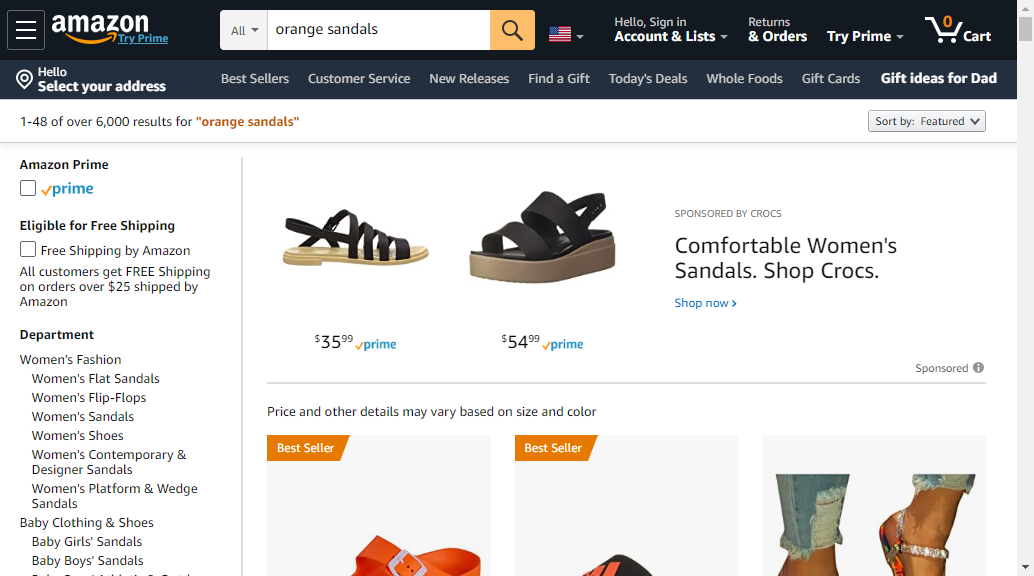 amazon
Try Prime
All
orange sandals
Hello, Sign in
Account & Lists
Returns
& Orders
Try Prime
0
Cart
Hello
Select your address
Best Sellers
Customer Service
New Releases
Find a Gift
Today's Deals
Whole Foods
Gift Cards
Gift ideas for Dad
1-48 of over 6,000 results for "orange sandals"
Sort by: Featured
Amazon Prime
prime
Eligible for Free Shipping
Free Shipping by Amazon
All customers get FREE Shipping
on orders over $25 shipped by
Amazon
Department
Women's Fashion
Women's Flat Sandals
Women's Flip-Flops
Women's Sandals
Women's Shoes
Women's Contemporary &
Designer Sandals
Women's Platform & Wedge
Sandals
Baby Clothing & Shoes
Baby Girls' Sandals
Baby Boys' Sandals
$3599 prime
$5499 prime
SPONSORED BY CROCS
Comfortable Women's
Sandals. Shop Crocs.
Shop now ›
Sponsored
Price and other details may vary based on size and color
Best Seller
Best Seller